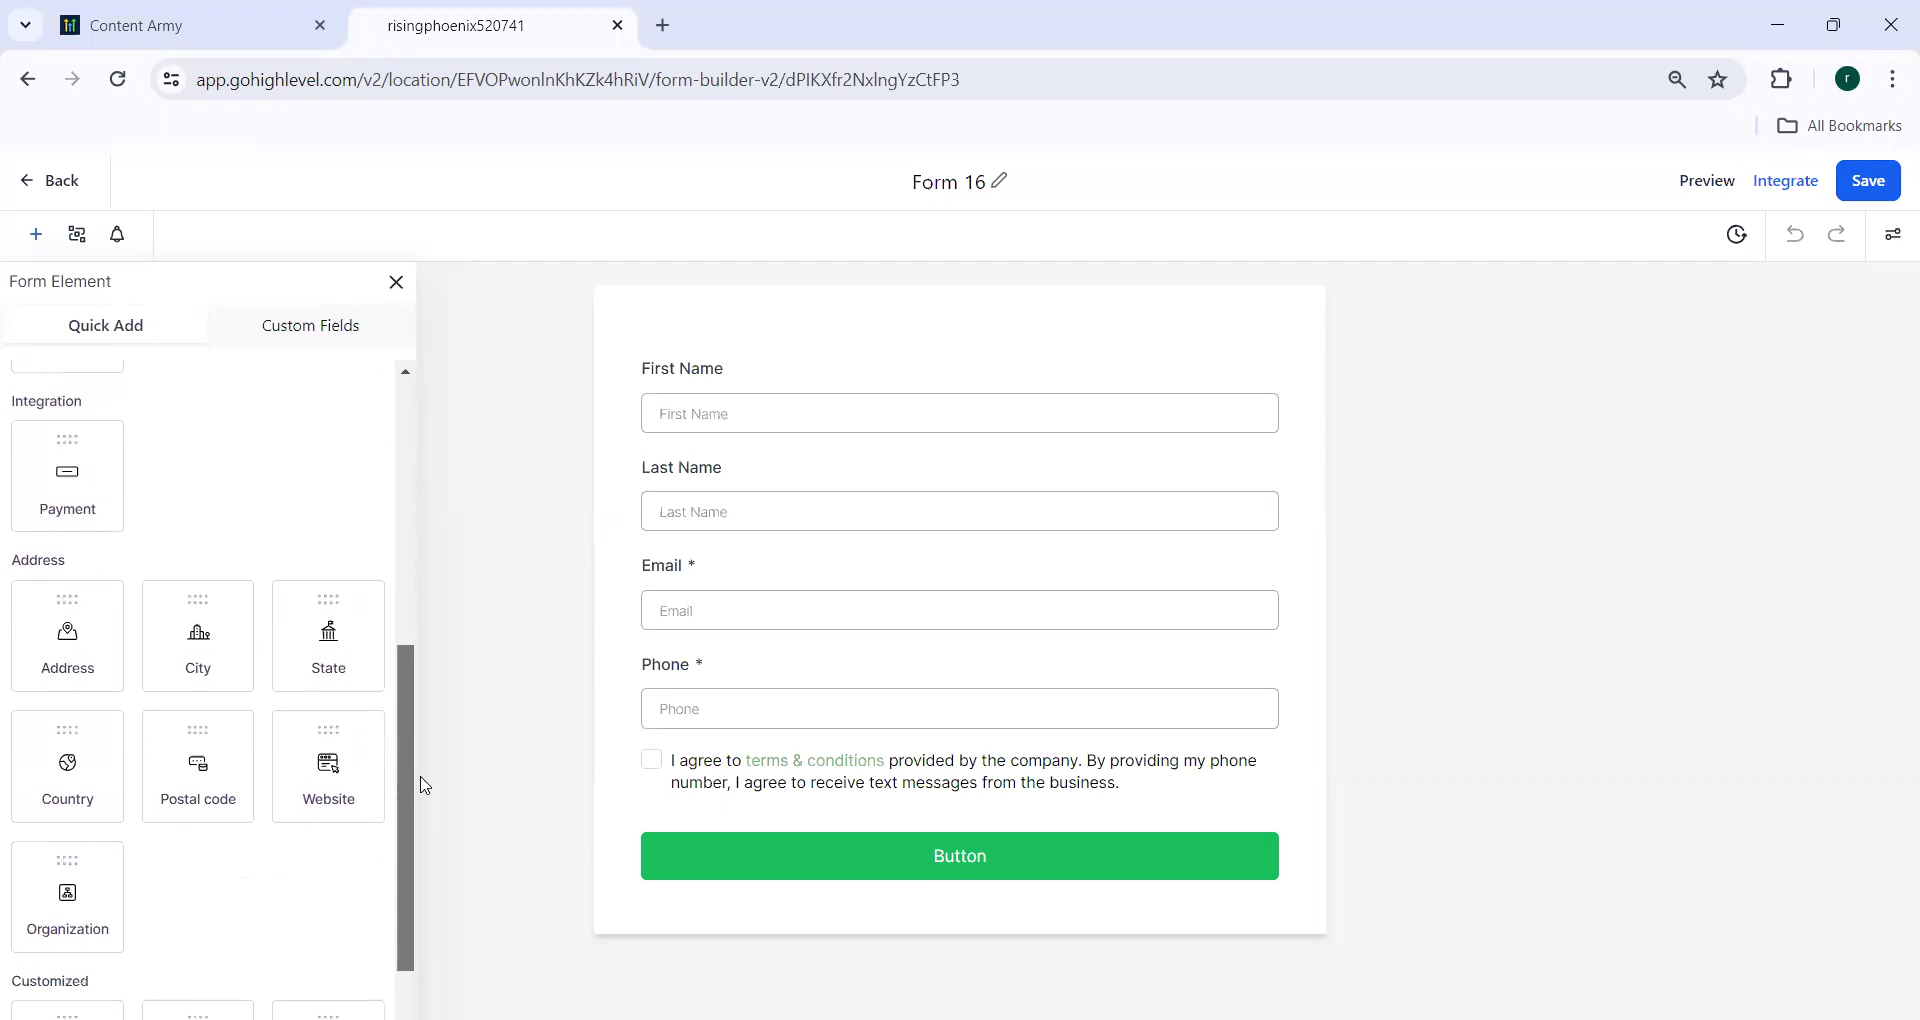 Content Army
risingphoenix520741
app.gohighlevel.com/v2/location/EFVOPwonlnKhKZk4hRiV/form-builder-v2/dPIKXfr2NxlngYzCtFP3
r
All Bookmarks
Back
Form 16
Preview
Integrate
Save
Form Element
Quick Add
Custom Fields
Integration
Payment
Address
Address
City
State
Country
Postal code
Website
Organization
Customized
First Name
First Name
Last Name
Last Name
Email *
Email
Phone *
Phone
I agree to terms & conditions provided by the company. By providing my phone
number, I agree to receive text messages from the business.
Button